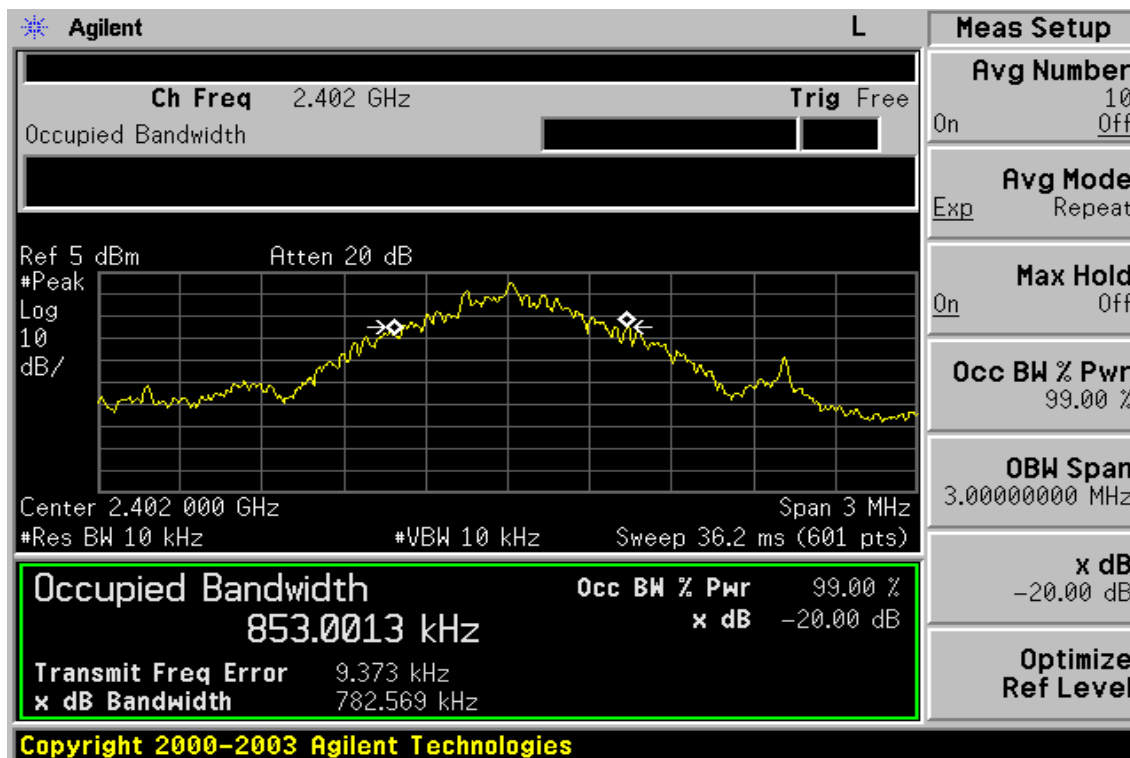 Agilent L
Ch Freq 2.402 GHz Trig Free
Occupied Bandwidth
Ref 5 dBm Atten 20 dB
#Peak
Log
10
dB/
Center 2.402 000 GHz Span 3 MHz
#Res BW 10 kHz #VBW 10 kHz Sweep 36.2 ms (601 pts)
Occupied Bandwidth
853.0013 kHz
Occ BW % Pwr 99.00 %
x dB -20.00 dB
Transmit Freq Error 9.373 kHz
x dB Bandwidth 782.569 kHz
Copyright 2000-2003 Agilent Technologies
Meas Setup
Avg Number
10
On Off
Avg Mode
Exp Repeat
Max Hold
On Off
Occ BW % Pwr
99.00 %
OBW Span
3.00000000 MHz
x dB
-20.00 dB
Optimize
Ref Level